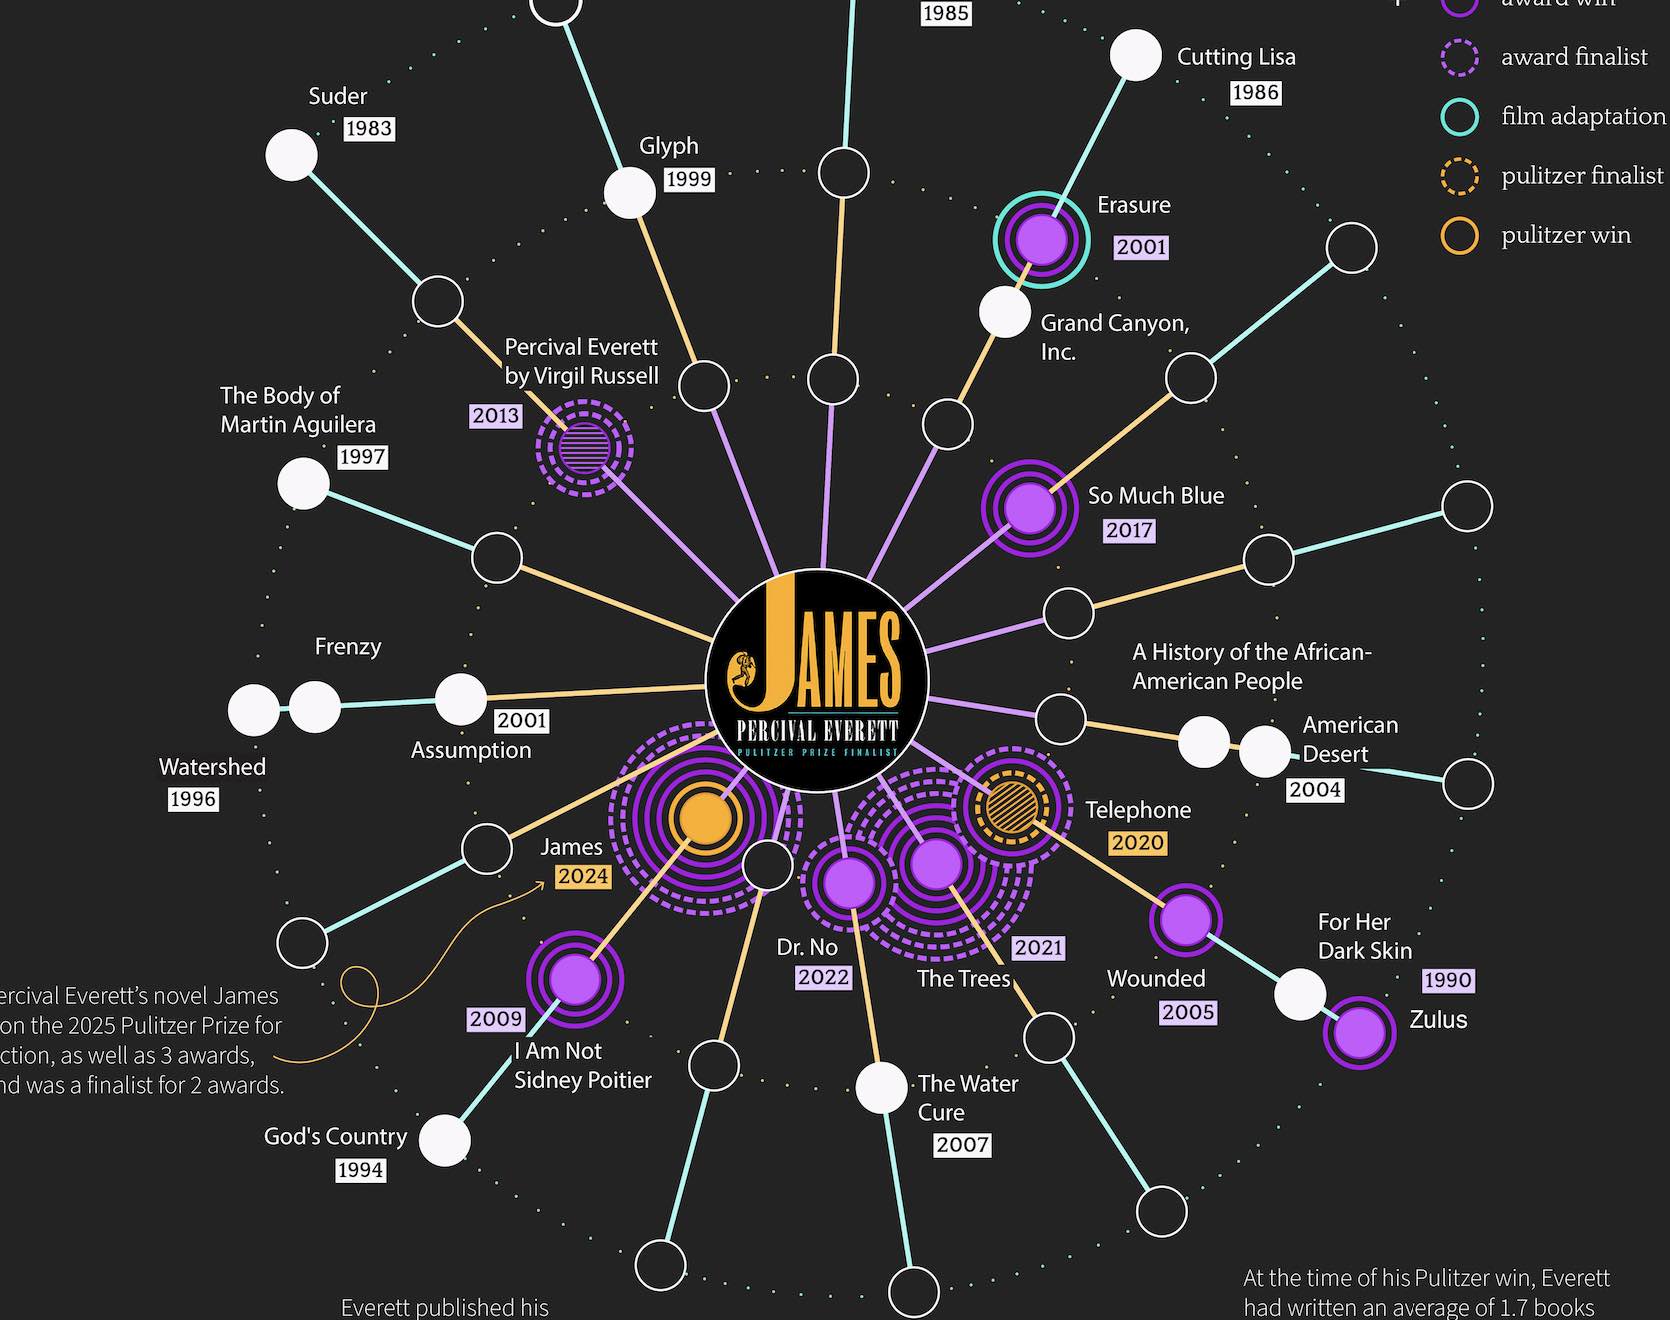 1985
award win
Cutting Lisa
1986
award finalist
film adaptation
pulitzer finalist
pulitzer win
Suder
1983
Glyph
1999
Erasure
2001
Grand Canyon,
Inc.
Percival Everett
by Virgil Russell
2013
The Body of
Martin Aguilera
1997
So Much Blue
2017
JAMES
PERCIVAL EVERETT
PULITZER PRIZE FINALIST
Frenzy
2001
Assumption
Watershed
1996
A History of the African-
American People
American
Desert
2004
Telephone
2020
James
2024
Dr. No
2022
2021
The Trees
Wounded
2005
For Her
Dark Skin
1990
Zulus
2009
I Am Not
Sidney Poitier
God's Country
1994
The Water
Cure
2007
ercival Everett’s novel James
on the 2025 Pulitzer Prize for
ction, as well as 3 awards,
nd was a finalist for 2 awards.
Everett published his
At the time of his Pulitzer win, Everett
had written an average of 1.7 books